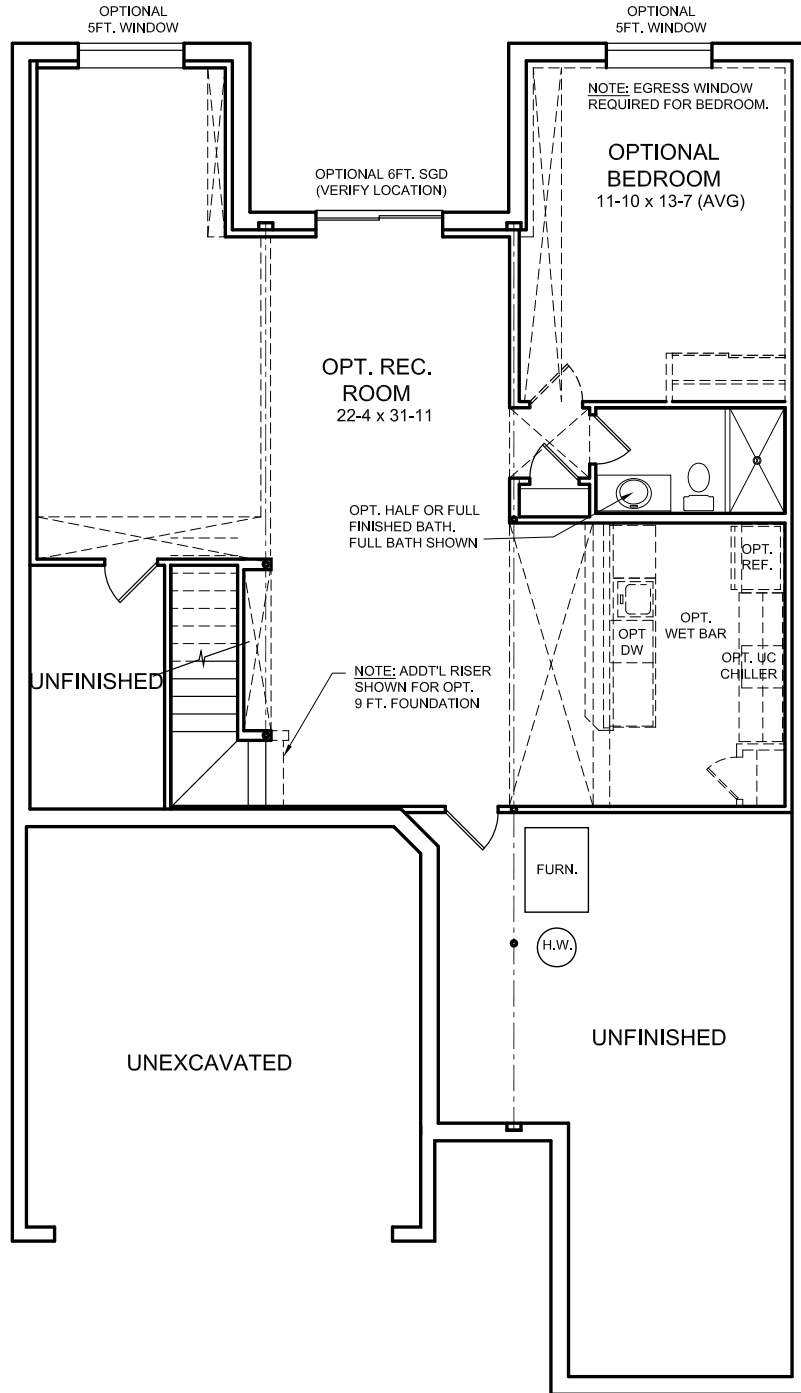 OPTIONAL
5FT. WINDOW
OPTIONAL
5FT. WINDOW
NOTE: EGRESS WINDOW
REQUIRED FOR BEDROOM.
OPTIONAL
BEDROOM
11-10 x 13-7 (AVG)
OPTIONAL 6FT. SGD
(VERIFY LOCATION)
OPT. REC.
ROOM
22-4 x 31-11
OPT. HALF OR FULL
FINISHED BATH.
FULL BATH SHOWN
OPT.
REF.
OPT.
WET BAR
OPT
DW
OPT. UC
CHILLER
UNFINISHED
NOTE: ADDT'L RISER
SHOWN FOR OPT.
9 FT. FOUNDATION
FURN.
H.W.
UNFINISHED
UNEXCAVATED